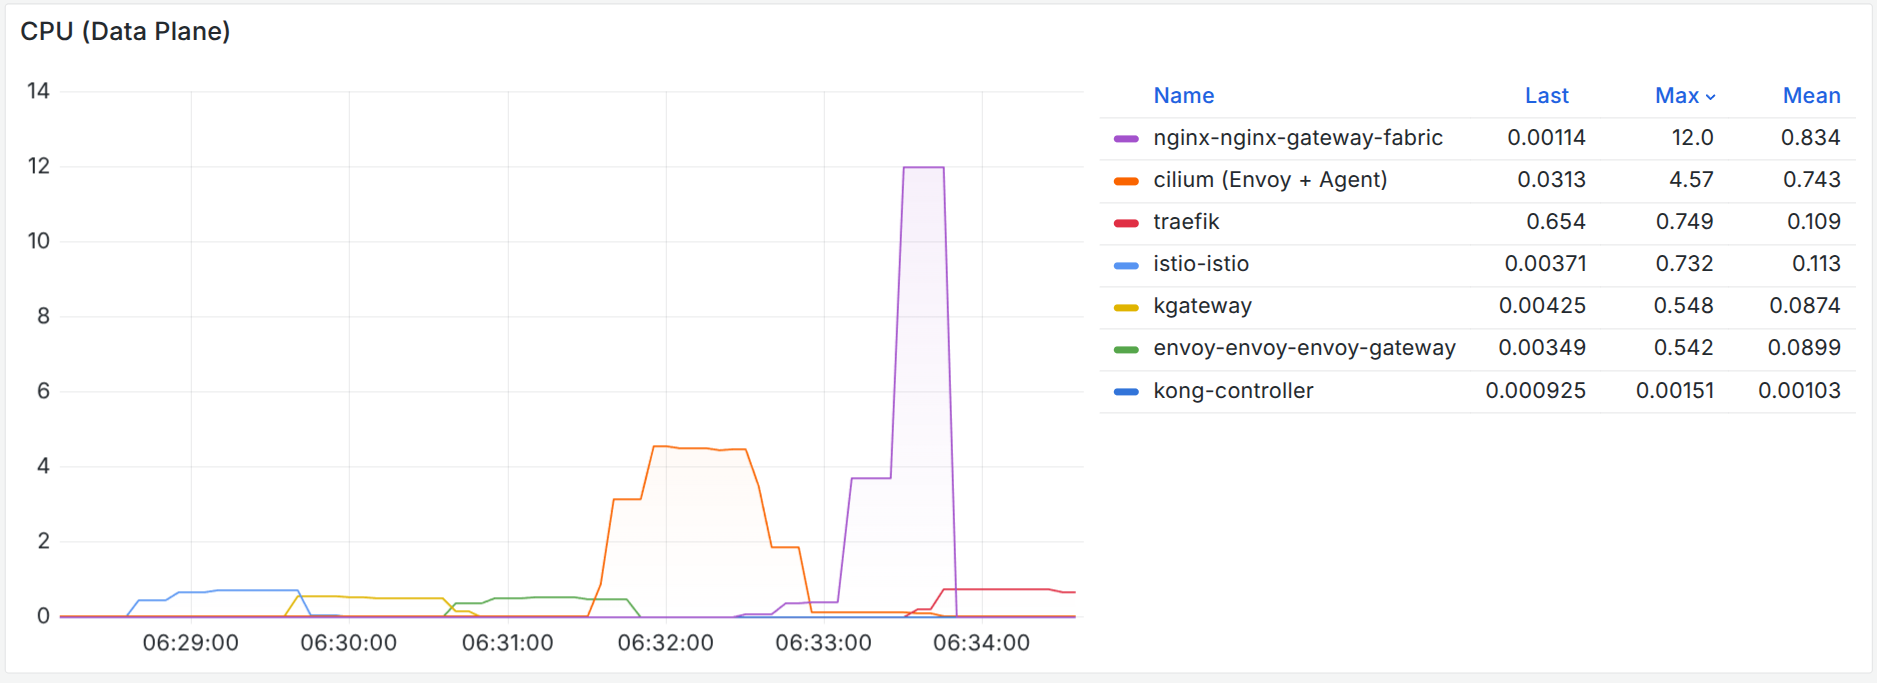 CPU (Data Plane)
14
12
10
8
6
4
2
0
06:29:00 06:30:00 06:31:00 06:32:00 06:33:00 06:34:00
Name Last Max Mean
nginx-nginx-gateway-fabric 0.00114 12.0 0.834
cilium (Envoy + Agent) 0.0313 4.57 0.743
traefik 0.654 0.749 0.109
istio-istio 0.00371 0.732 0.113
kgateway 0.00425 0.548 0.0874
envoy-envoy-envoy-gateway 0.00349 0.542 0.0899
kong-controller 0.000925 0.00151 0.00103